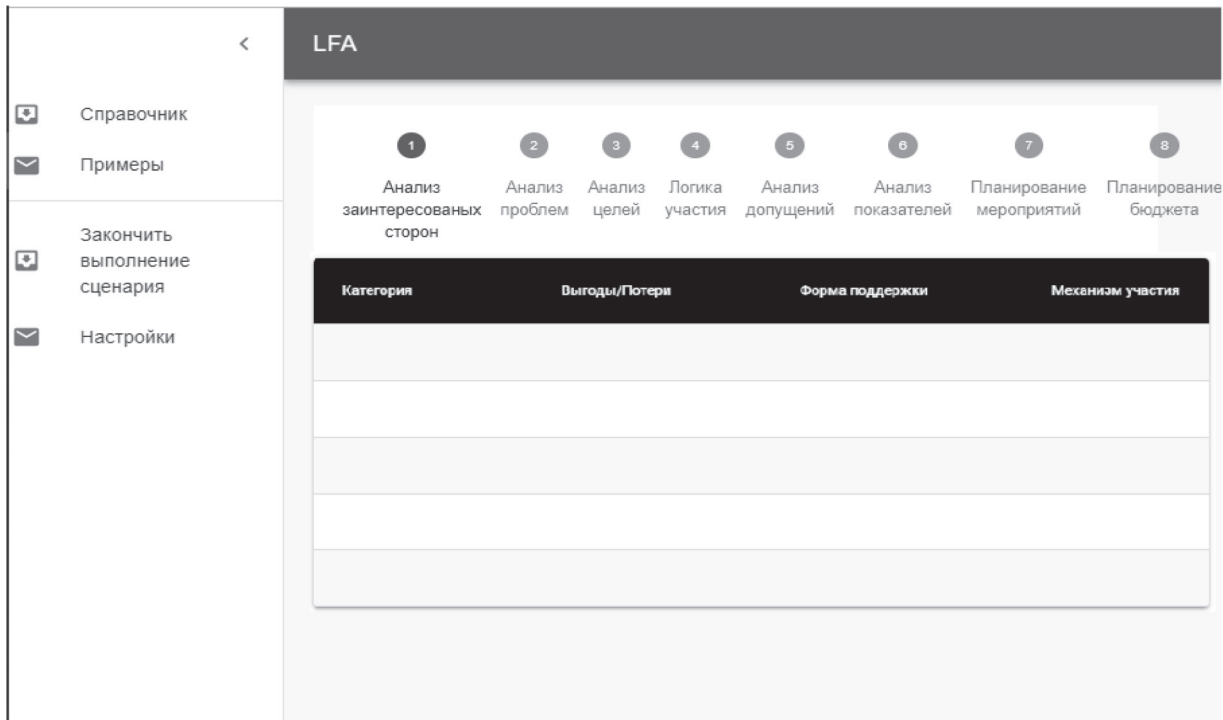 LFA
Справочник
Примеры
Закончить
выполнение
сценария
Настройки
1 2 3 4 5 6 7 8
Анализ Анализ Анализ Логика Анализ Анализ Планирование Планирование
заинтересованых проблем целей участия допущений показателей мероприятий бюджета
сторон
Категория Выгоды/Потери Форма поддержки Механизм участия